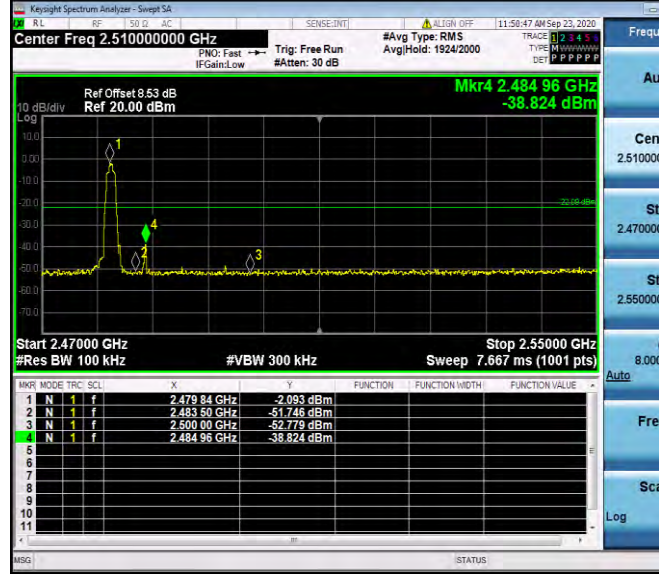 Keysight Spectrum Analyzer - Swept SA
RL RF 50 Ω AC SENSE:INT ALIGN OFF 11:50:47 AM Sep 23, 2020
Center Freq 2.510000000 GHz
PNO: Fast
IFGain:Low
Trig: Free Run
#Atten: 30 dB
#Avg Type: RMS
Avg|Hold: 1924/2000
TRACE 1 2 3 4 5 6
TYPE M
DET P P P P P P
Ref Offset 8.53 dB
Ref 20.00 dBm
10 dB/div
Log
Mkr4 2.484 96 GHz
-38.824 dBm
10.0
0.00
-10.0
-20.0
-30.0
-40.0
-50.0
-60.0
-70.0
1
2
3
4
-22.09 dBm
Start 2.47000 GHz
Stop 2.55000 GHz
#Res BW 100 kHz
#VBW 300 kHz
Sweep 7.667 ms (1001 pts)
MKR MODE TRC SCL X Y FUNCTION FUNCTION WIDTH FUNCTION VALUE
1 N 1 f 2.479 84 GHz -2.093 dBm
2 N 1 f 2.483 50 GHz -51.746 dBm
3 N 1 f 2.500 00 GHz -52.779 dBm
4 N 1 f 2.484 96 GHz -38.824 dBm
5
6
7
8
9
10
11
MSG
STATUS
Frequ
Au
Cen
2.510000
St
2.470000
St
2.550000
8.000
Auto
Fre
Sca
Log